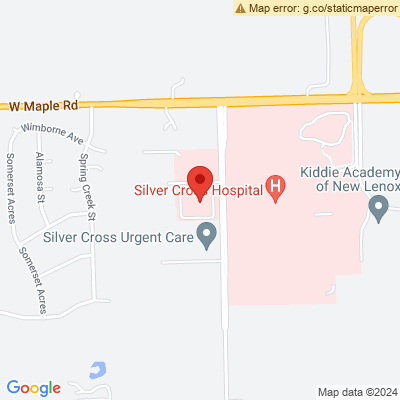 Map error: g.co/staticmaperror
W Maple Rd
Wimborne Ave
Somerset Acres
Alamosa St
Spring Creek St
Kiddie Academy
of New Lenox
Silver Cross Hospital
H
Silver Cross Urgent Care
Somerset Acres
Google
Map data ©2024